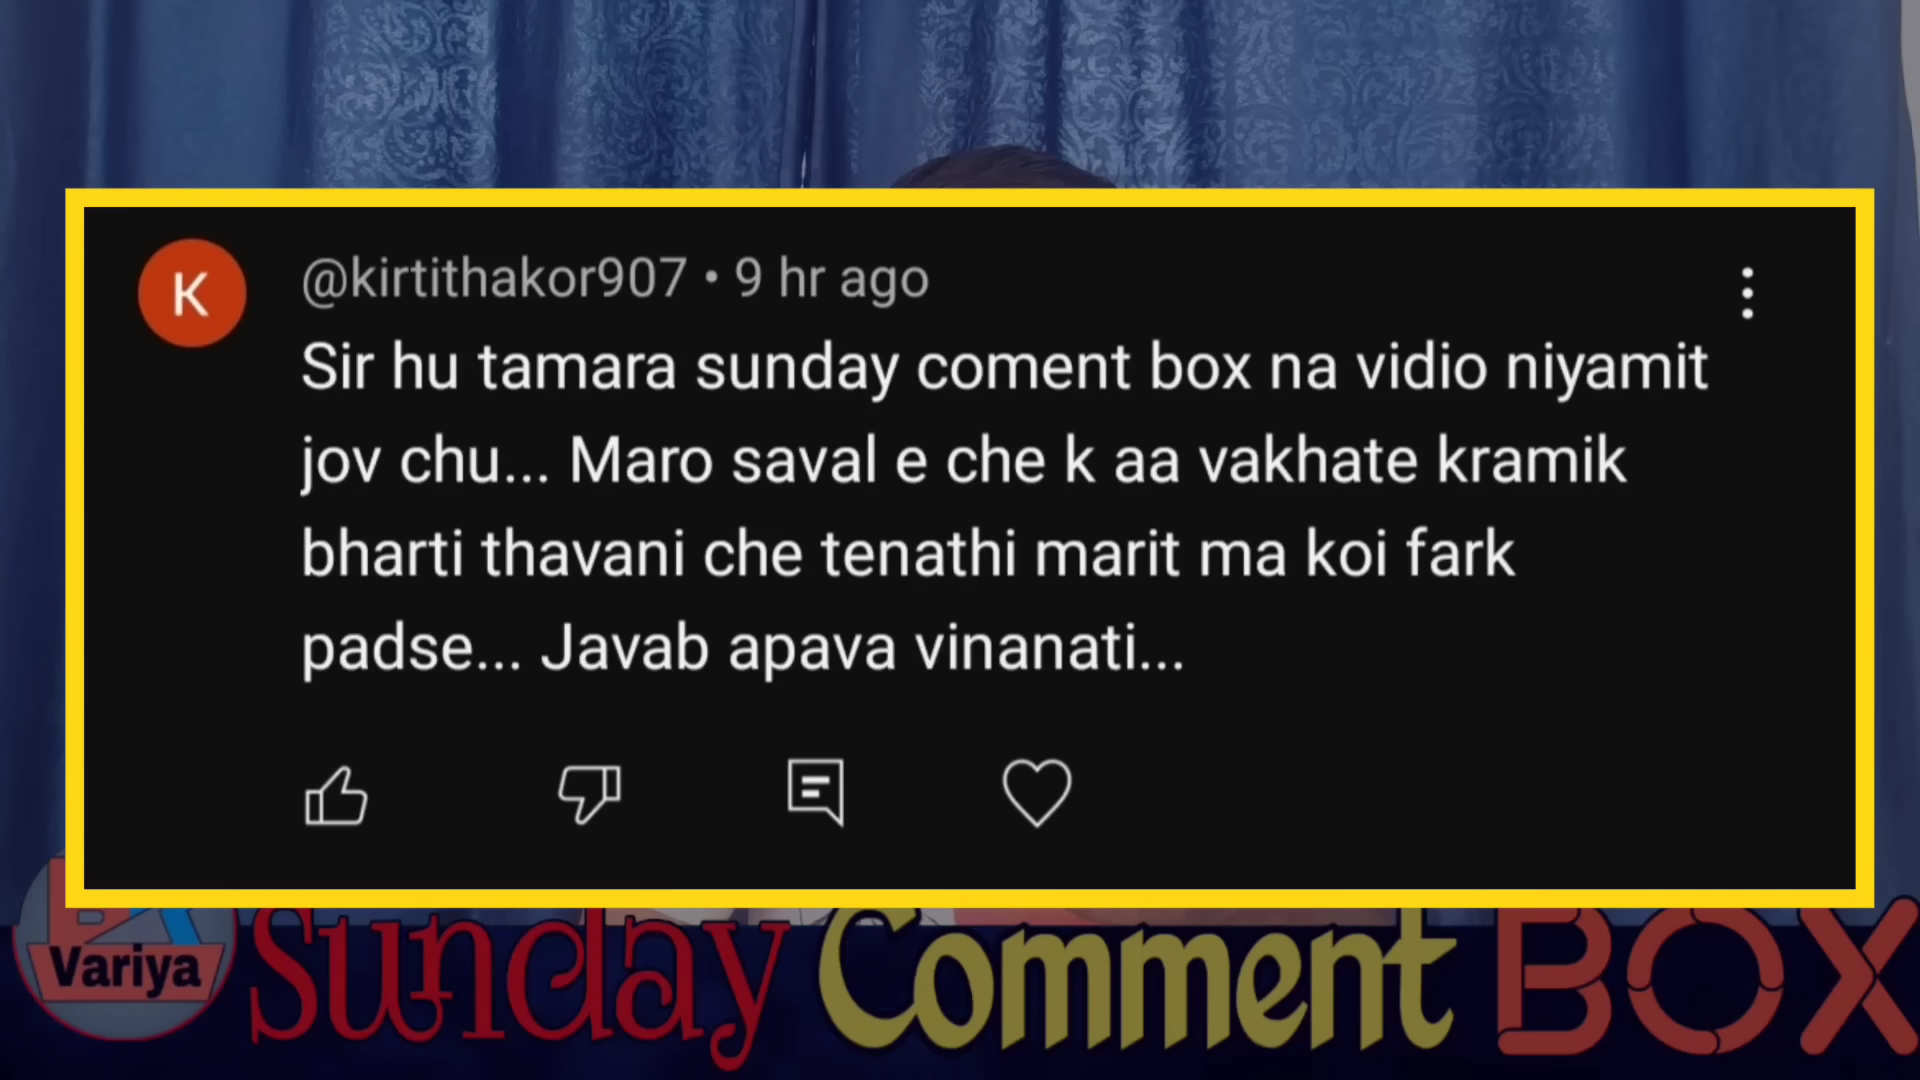 K
@kirtithakor907 • 9 hr ago
Sir hu tamara sunday coment box na vidio niyamit
jov chu... Maro saval e che k aa vakhate kramik
bharti thavani che tenathi marit ma koi fark
padse... Javab apava vinanati...
Variya
Sunday Comment BOX